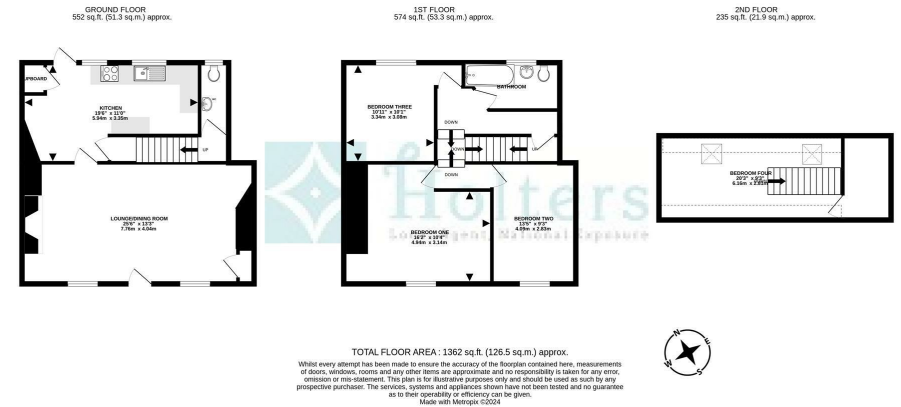 GROUND FLOOR
552 sq.ft. (51.3 sq.m.) approx.
1ST FLOOR
574 sq.ft. (53.3 sq.m.) approx.
2ND FLOOR
235 sq.ft. (21.9 sq.m.) approx.
UPBOARD
KITCHEN
19'6" x 11'0"
5.94m x 3.35m
UP
LOUNGE/DINING ROOM
25'6" x 13'3"
7.76m x 4.04m
BATHROOM
BEDROOM THREE
10'11" x 10'1"
3.34m x 3.08m
DOWN
DOWN
UP
DOWN
BEDROOM ONE
16'2" x 10'4"
4.94m x 3.14m
BEDROOM TWO
13'5" x 9'3"
4.09m x 2.83m
BEDROOM FOUR
20'3" x 9'3"
6.16m x 2.81m
Holters
Local Agent, National Exposure
N
E
S
W
TOTAL FLOOR AREA : 1362 sq.ft. (126.5 sq.m.) approx.
Whilst every attempt has been made to ensure the accuracy of the floorplan contained here, measurements
of doors, windows, rooms and any other items are approximate and no responsibility is taken for any error,
omission or mis-statement. This plan is for illustrative purposes only and should be used as such by any
prospective purchaser. The services, systems and appliances shown have not been tested and no guarantee
as to their operability or efficiency can be given.
Made with Metropix ©2024